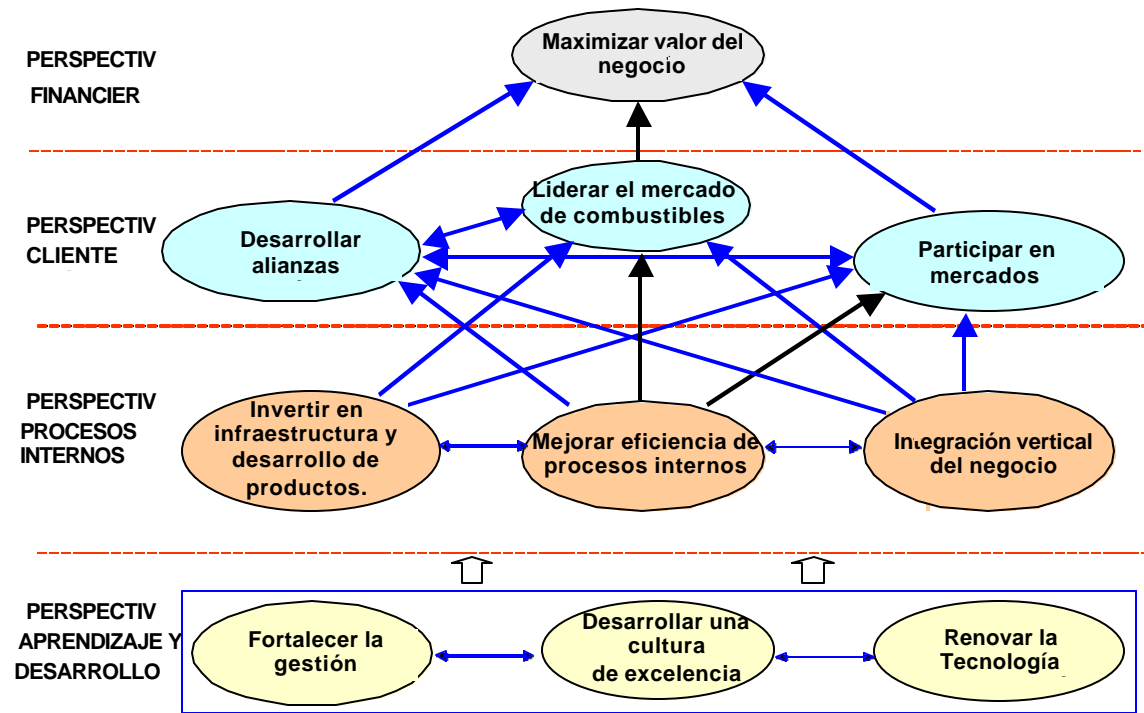 PERSPECTIV
FINANCIER
Maximizar valor del
negocio
PERSPECTIV
CLIENTE
Desarrollar
alianzas
Liderar el mercado
de combustibles
Participar en
mercados
PERSPECTIV
PROCESOS
INTERNOS
Invertir en
infraestructura y
desarrollo de
productos.
Mejorar eficiencia de
procesos internos
Integración vertical
del negocio
PERSPECTIV
APRENDIZAJE Y
DESARROLLO
Fortalecer la
gestión
Desarrollar una
cultura
de excelencia
Renovar la
Tecnología